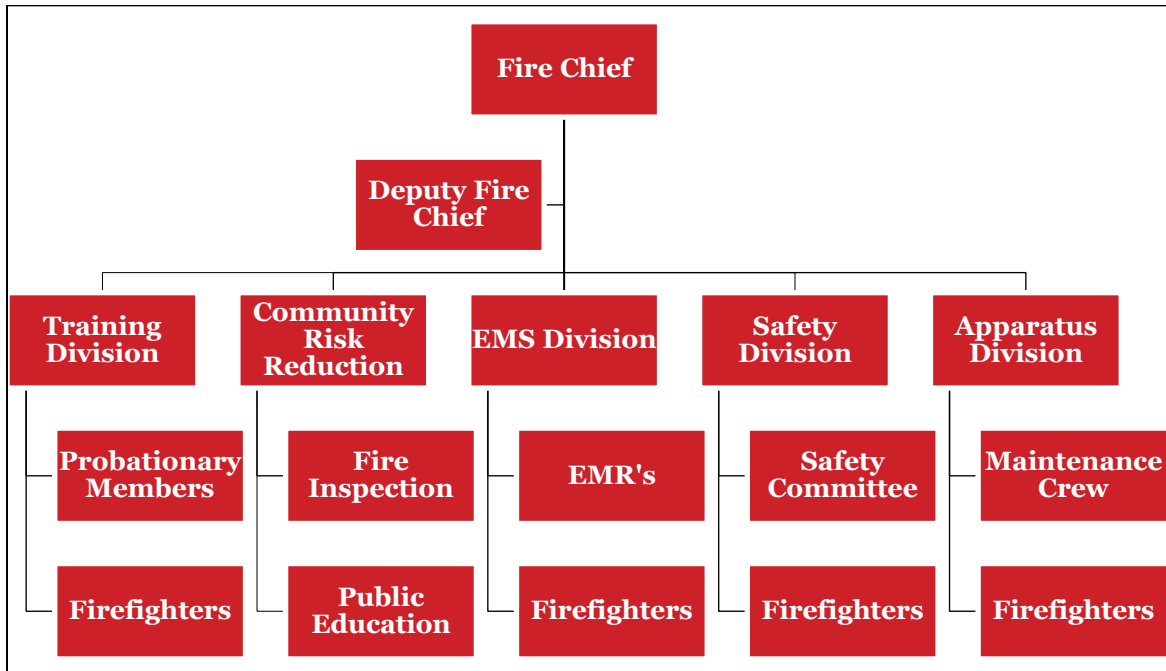 Fire Chief
Deputy Fire
Chief
Training
Division
Community
Risk
Reduction
EMS Division
Safety
Division
Apparatus
Division
Probationary
Members
Fire
Inspection
EMR's
Safety
Committee
Maintenance
Crew
Firefighters
Public
Education
Firefighters
Firefighters
Firefighters